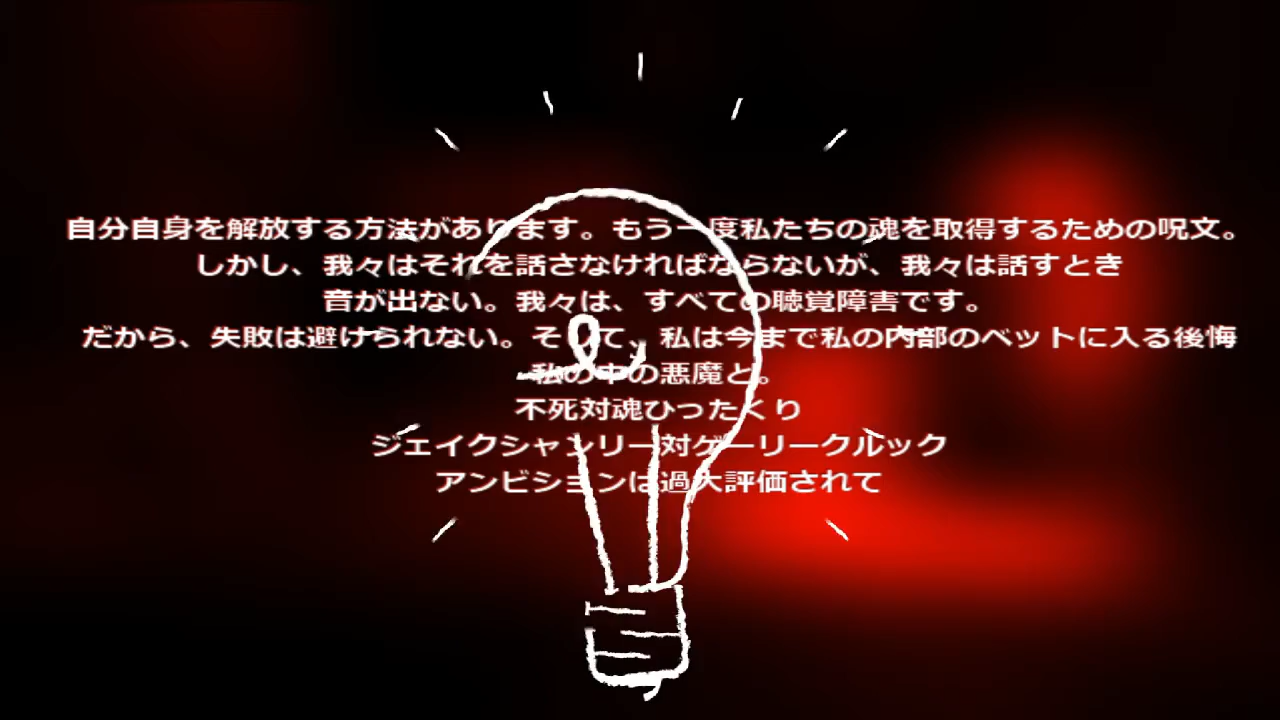 自分自身を解放する方法があります。もう一度私たちの魂を取得するための呪文。
しかし、我々はそれを話さなければならないが、我々は話すとき
音が出ない。我々は、すべての聴覚障害です。
だから、失敗は避けられない。そして、私は今まで私の内部のベットに入る後悔
私の中の悪魔と。
不死対魂ひったくり
ジェイクシャンリー対ゲーリークルック
アンビションは過大評価されて